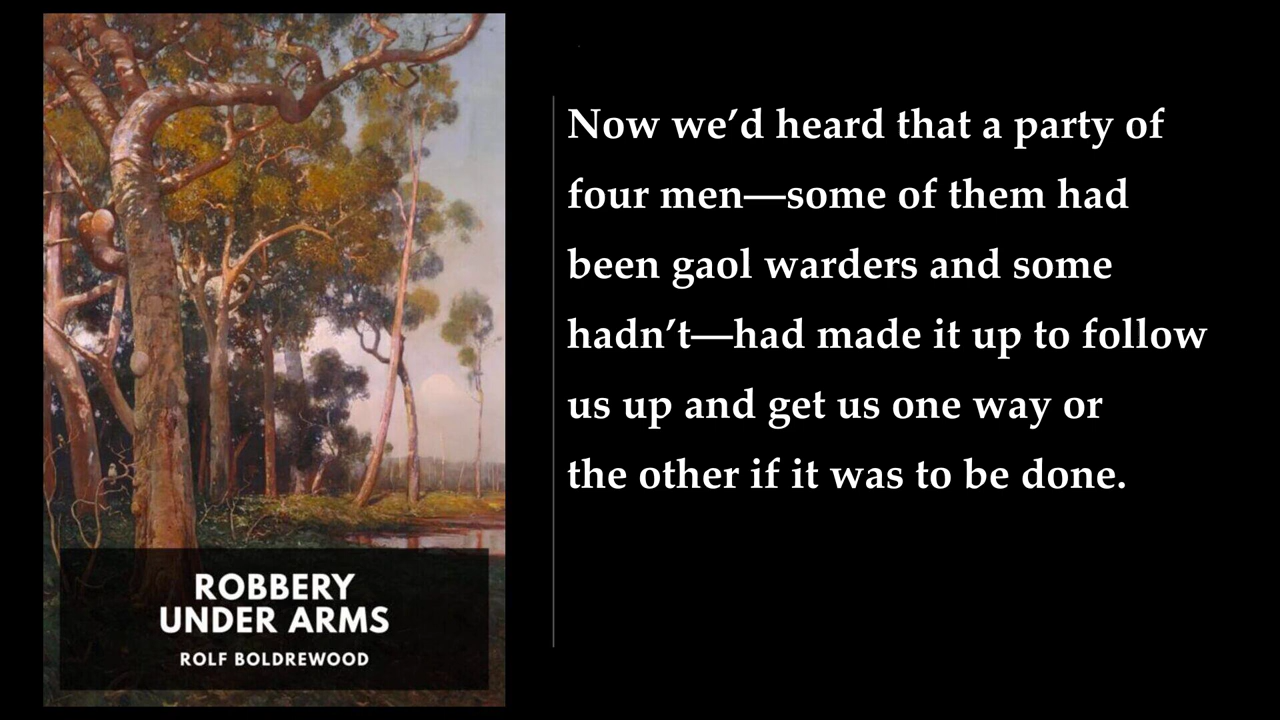 Now we’d heard that a party of
four men—some of them had
been gaol warders and some
hadn’t—had made it up to follow
us up and get us one way or
the other if it was to be done.
ROBBERY
UNDER ARMS
ROLF BOLDREWOOD